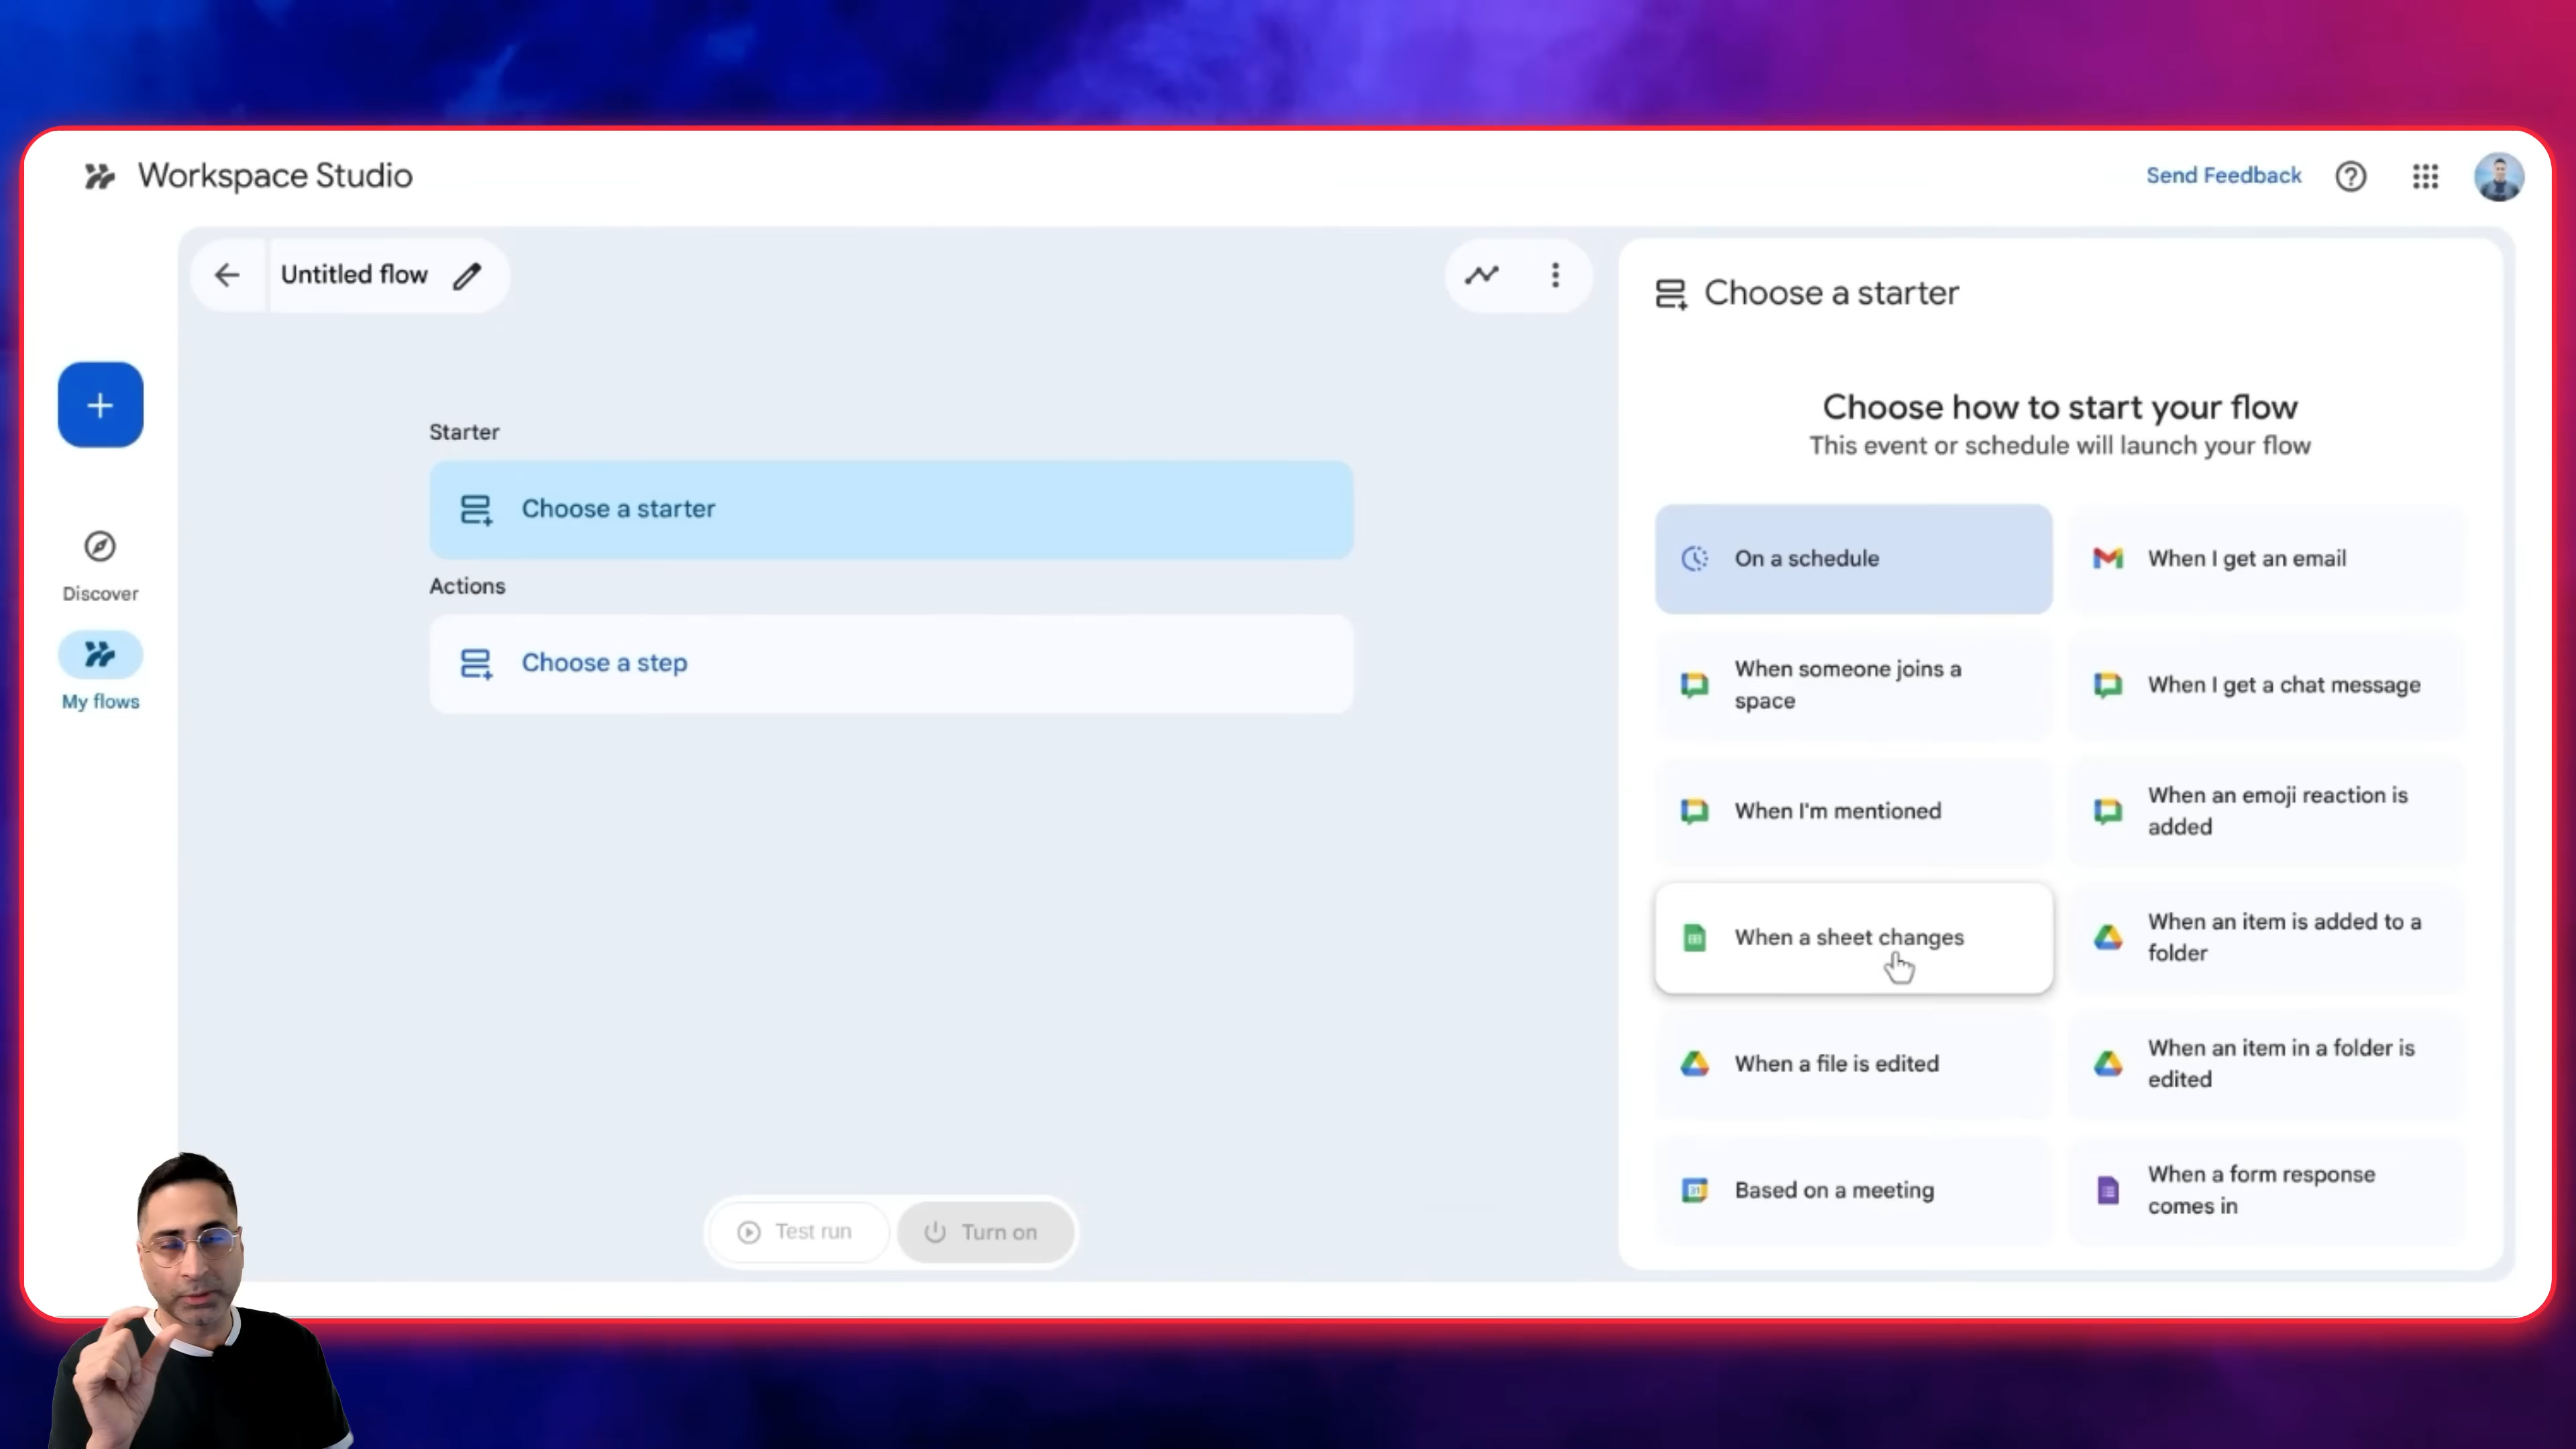 Workspace Studio
Send Feedback
Untitled flow
Choose a starter
Choose how to start your flow
This event or schedule will launch your flow
Starter
Choose a starter
Actions
Choose a step
Discover
My flows
On a schedule
When I get an email
When someone joins a
space
When I get a chat message
When I'm mentioned
When an emoji reaction is
added
When a sheet changes
When an item is added to a
folder
When a file is edited
When an item in a folder is
edited
Based on a meeting
31
When a form response
comes in
Test run
Turn on